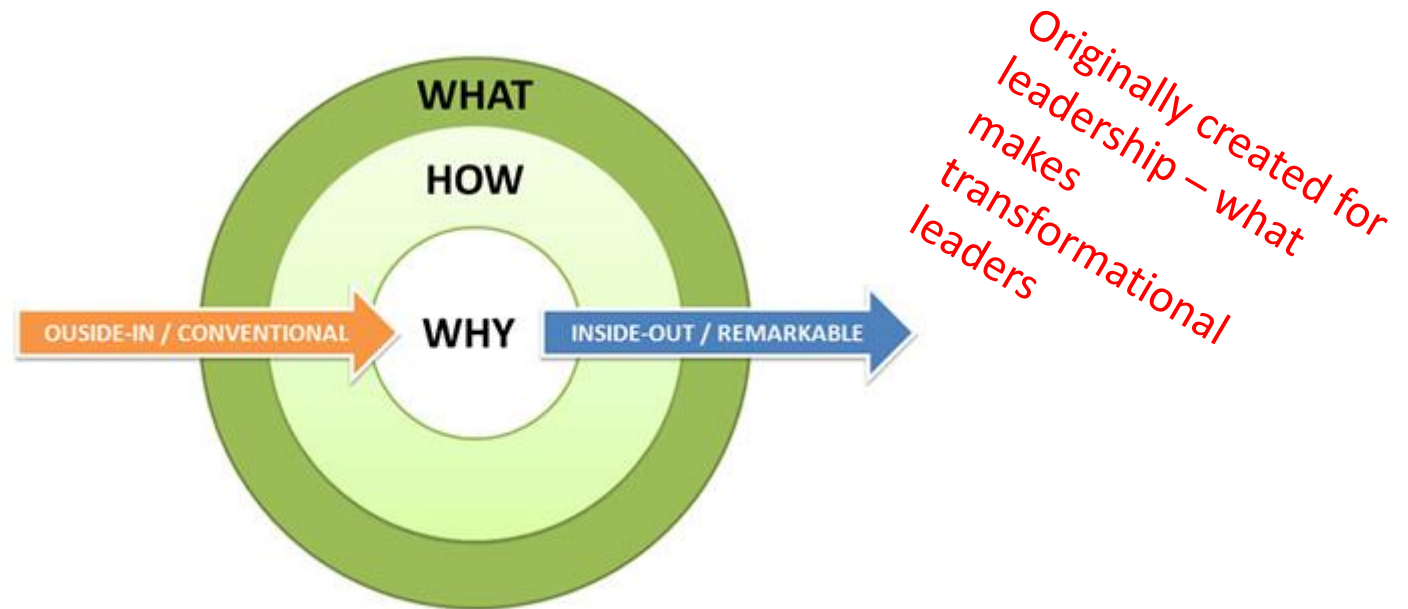 WHAT
HOW
OUSIDE-IN / CONVENTIONAL
WHY
INSIDE-OUT / REMARKABLE
Originally created for
leadership – what
makes
transformational
leaders